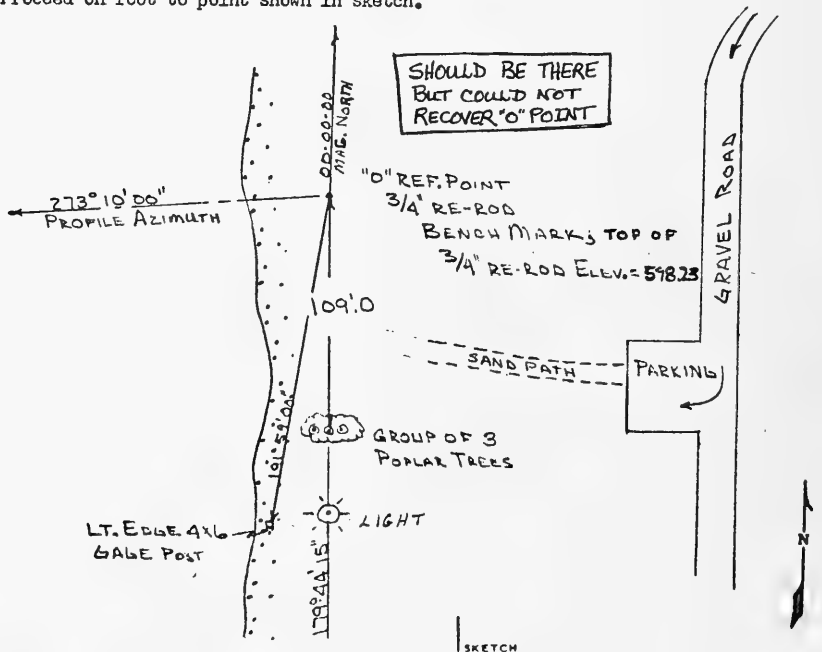 Proceed on foot to point shown in sketch.
SHOULD BE THERE
BUT COULD NOT
RECOVER "O" POINT
00-00-00
MAG. NORTH
GRAVEL ROAD
273° 10' 00"
PROFILE AZIMUTH
"O" REF. POINT
3/4" RE-ROD
BENCH MARK; TOP OF
3/4" RE-ROD ELEV. = 598.23
109'.0
SAND PATH
PARKING
191° 59' 00"
GROUP OF 3
POPLAR TREES
LT. EDGE 4x6
GAGE POST
LIGHT
179° 44' 15"
N
SKETCH